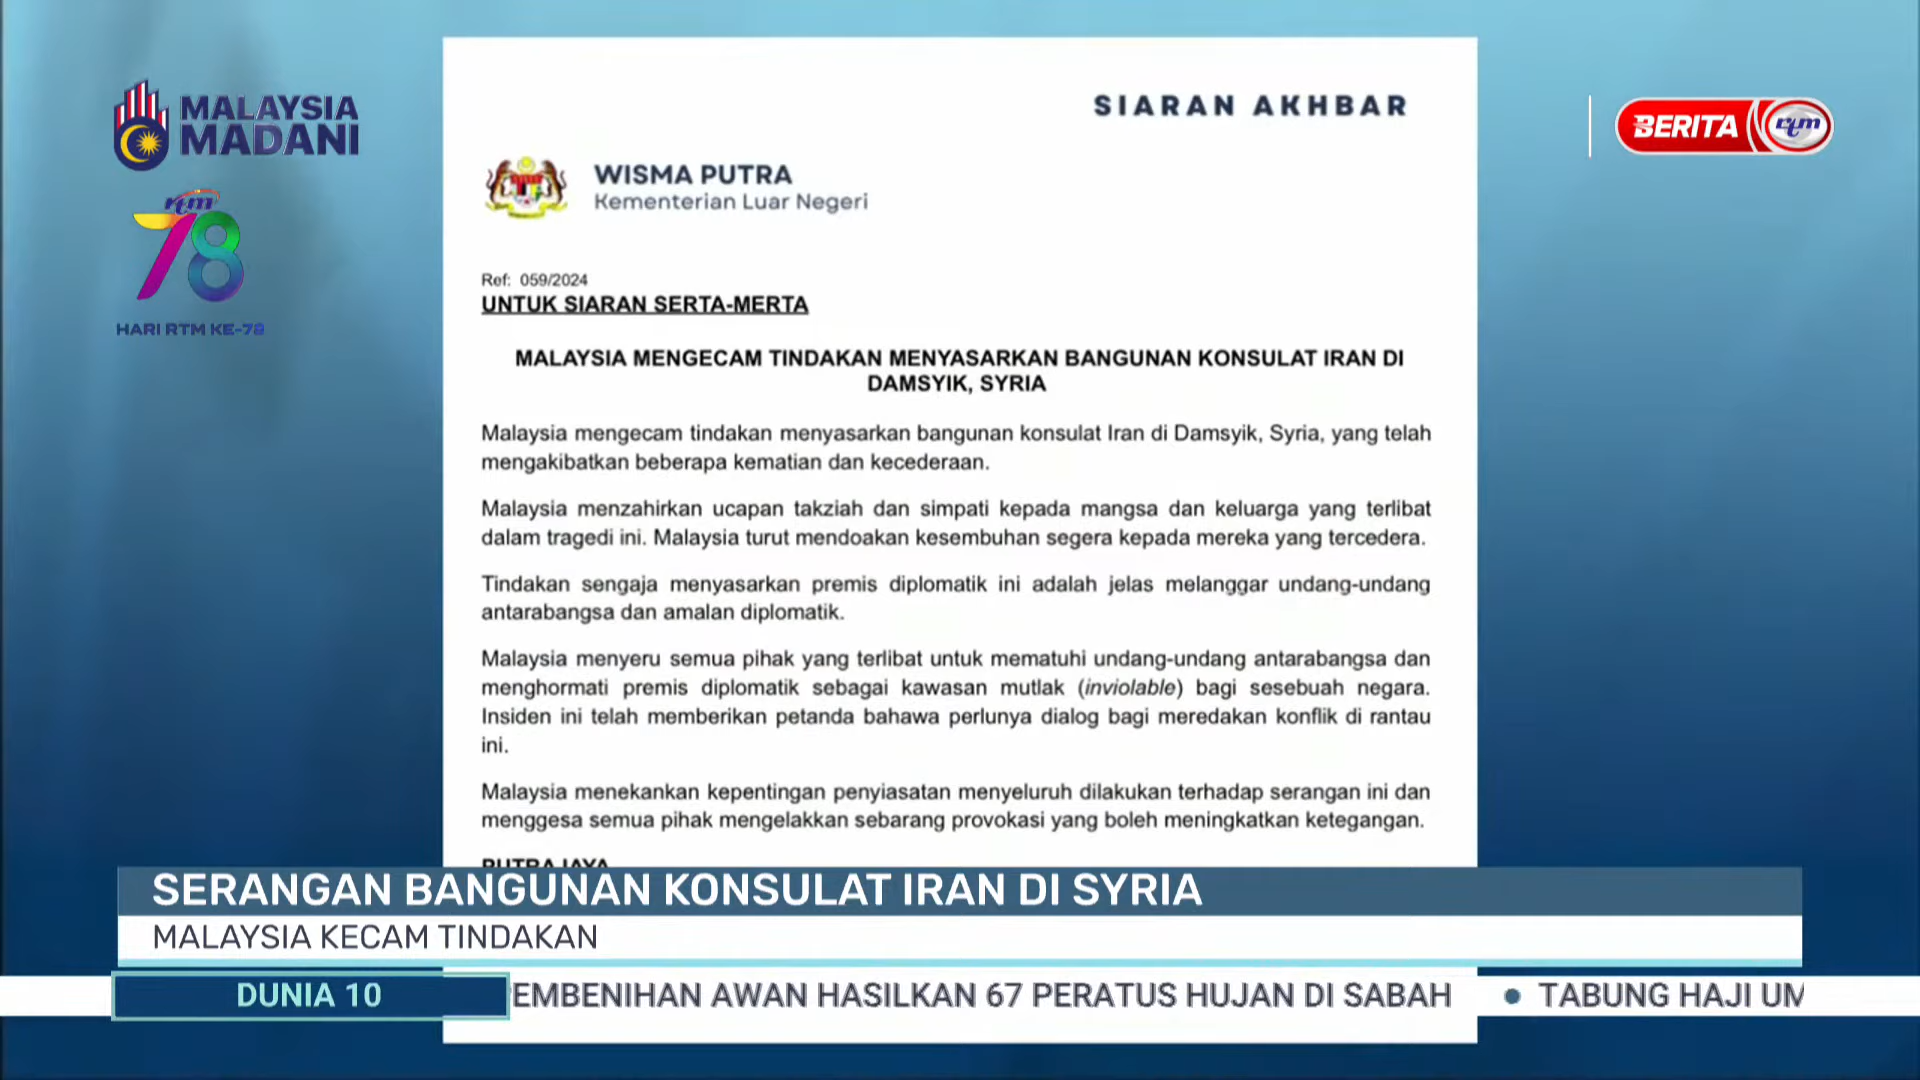 MALAYSIA
MADANI
rtm
78
HARI RTM KE-78
BERITA rtm
SIARAN AKHBAR
WISMA PUTRA
Kementerian Luar Negeri
Ref: 059/2024
UNTUK SIARAN SERTA-MERTA
MALAYSIA MENGECAM TINDAKAN MENYASARKAN BANGUNAN KONSULAT IRAN DI
DAMSYIK, SYRIA
Malaysia mengecam tindakan menyasarkan bangunan konsulat Iran di Damsyik, Syria, yang telah
mengakibatkan beberapa kematian dan kecederaan.
Malaysia menzahirkan ucapan takziah dan simpati kepada mangsa dan keluarga yang terlibat
dalam tragedi ini. Malaysia turut mendoakan kesembuhan segera kepada mereka yang tercedera.
Tindakan sengaja menyasarkan premis diplomatik ini adalah jelas melanggar undang-undang
antarabangsa dan amalan diplomatik.
Malaysia menyeru semua pihak yang terlibat untuk mematuhi undang-undang antarabangsa dan
menghormati premis diplomatik sebagai kawasan mutlak (inviolable) bagi sesebuah negara.
Insiden ini telah memberikan petanda bahawa perlunya dialog bagi meredakan konflik di rantau
ini.
Malaysia menekankan kepentingan penyiasatan menyeluruh dilakukan terhadap serangan ini dan
menggesa semua pihak mengelakkan sebarang provokasi yang boleh meningkatkan ketegangan.
PUTRAJAYA
SERANGAN BANGUNAN KONSULAT IRAN DI SYRIA
MALAYSIA KECAM TINDAKAN
DUNIA 10
EMBENIHAN AWAN HASILKAN 67 PERATUS HUJAN DI SABAH • TABUNG HAJI UM